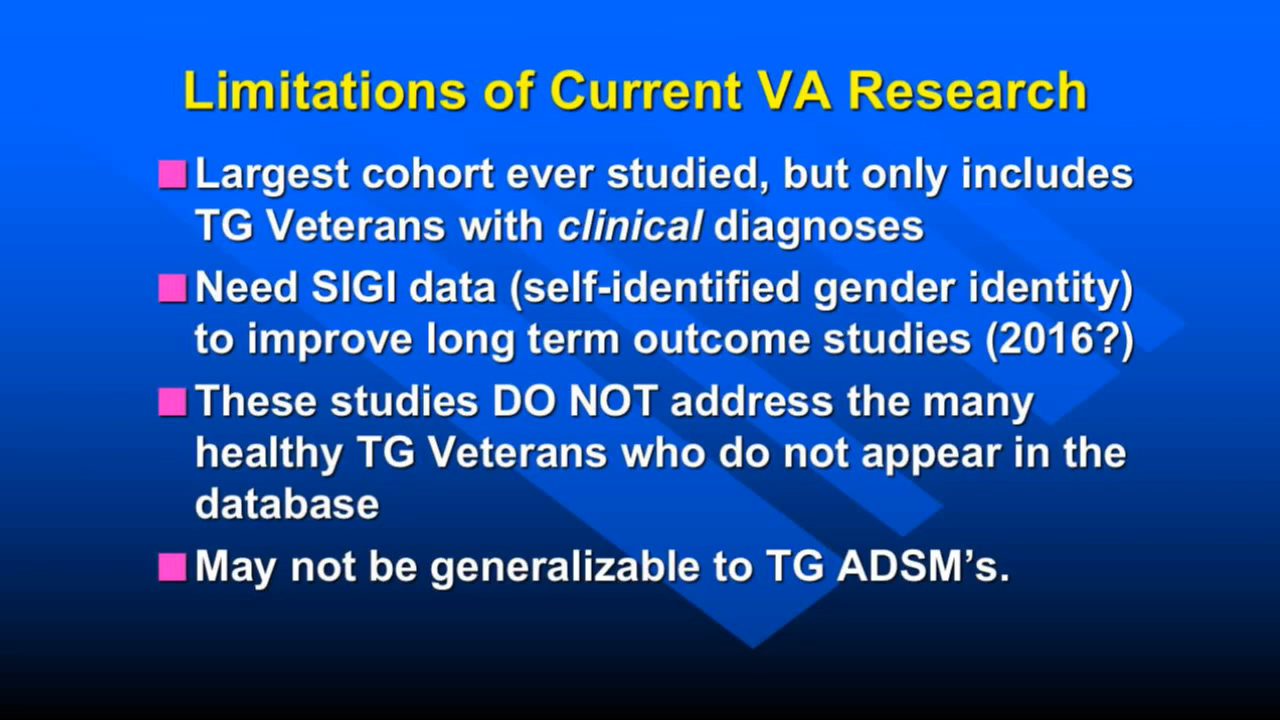 Limitations of Current VA Research
Largest cohort ever studied, but only includes
TG Veterans with clinical diagnoses
Need SIGI data (self-identified gender identity)
to improve long term outcome studies (2016?)
These studies DO NOT address the many
healthy TG Veterans who do not appear in the
database
May not be generalizable to TG ADSM’s.